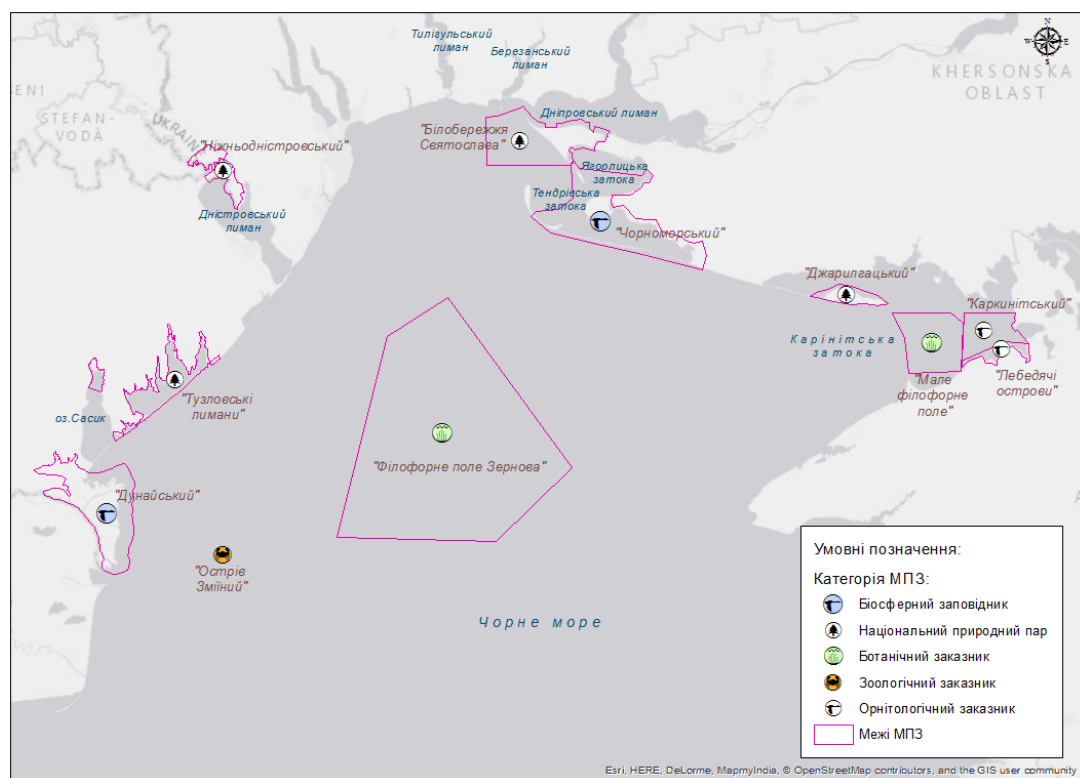 Тилігульський
лиман
Березанський
лиман
N
W
E
S
KHERSONSKA
OBLAST
ENI
ȘTEFAN-
VODĂ
UKRAIN
"Ніжньодністровський"
Дністровський
лиман
"Білобережжя
Святослава"
Дніпровський лиман
Ягорлицька
затока
Тендрівська
затока
"Чорноморський"
"Джарилгацький"
"Каркинітський"
Карінітська
затока
"Мале
філофорне
поле"
"Лебедячі
острови"
"Тузловські
лимани"
оз.Сасик
"Філофорне поле Зернова"
"Дунайський"
"Острів
Зміїний"
Чорне море
Умовні позначення:
Категорія МПЗ:
Біосферний заповідник
Національний природний пар
Ботанічний заказник
Зоологічний заказник
Орнітологічний заказник
Межі МПЗ
Esri, HERE, DeLorme, MapmyIndia, © OpenStreetMap contributors, and the GIS user community